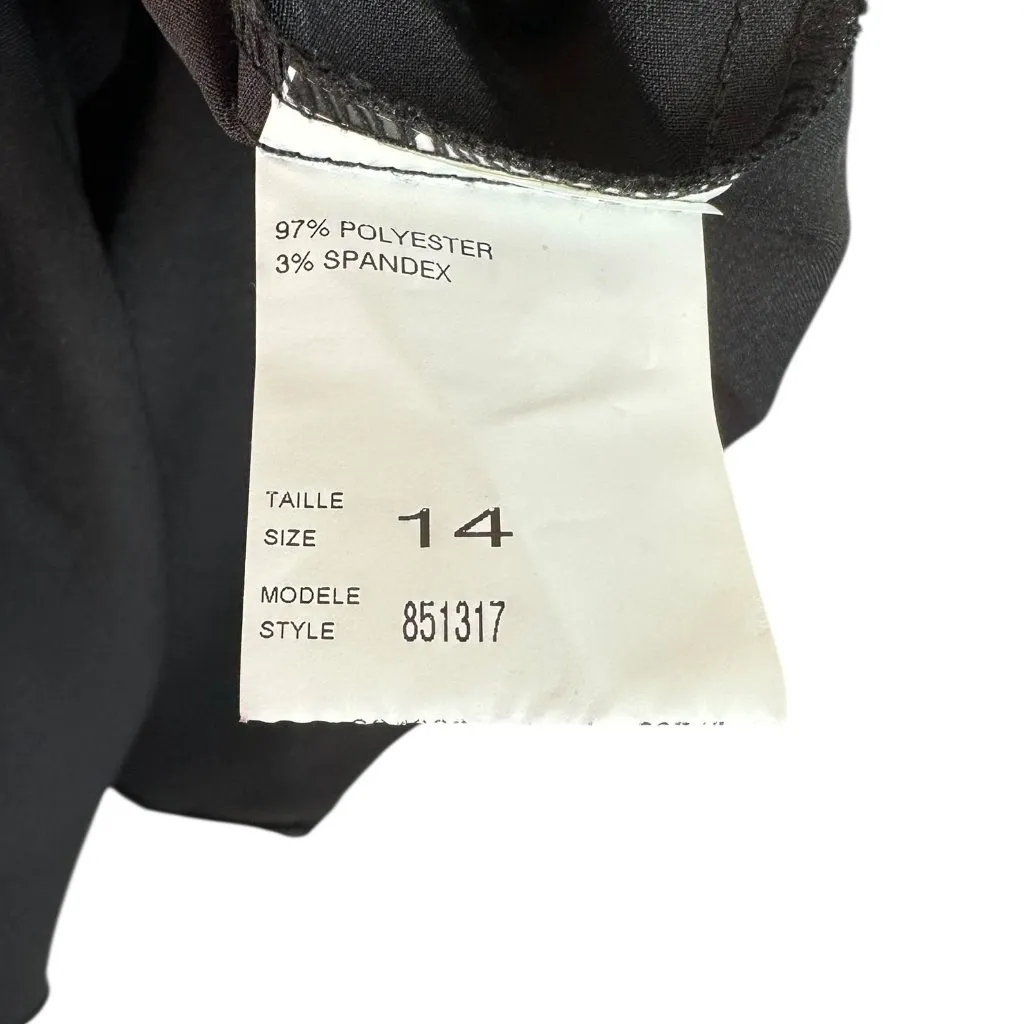 97% POLYESTER
3% SPANDEX
TAILLE
SIZE
14
MODELE
STYLE
851317